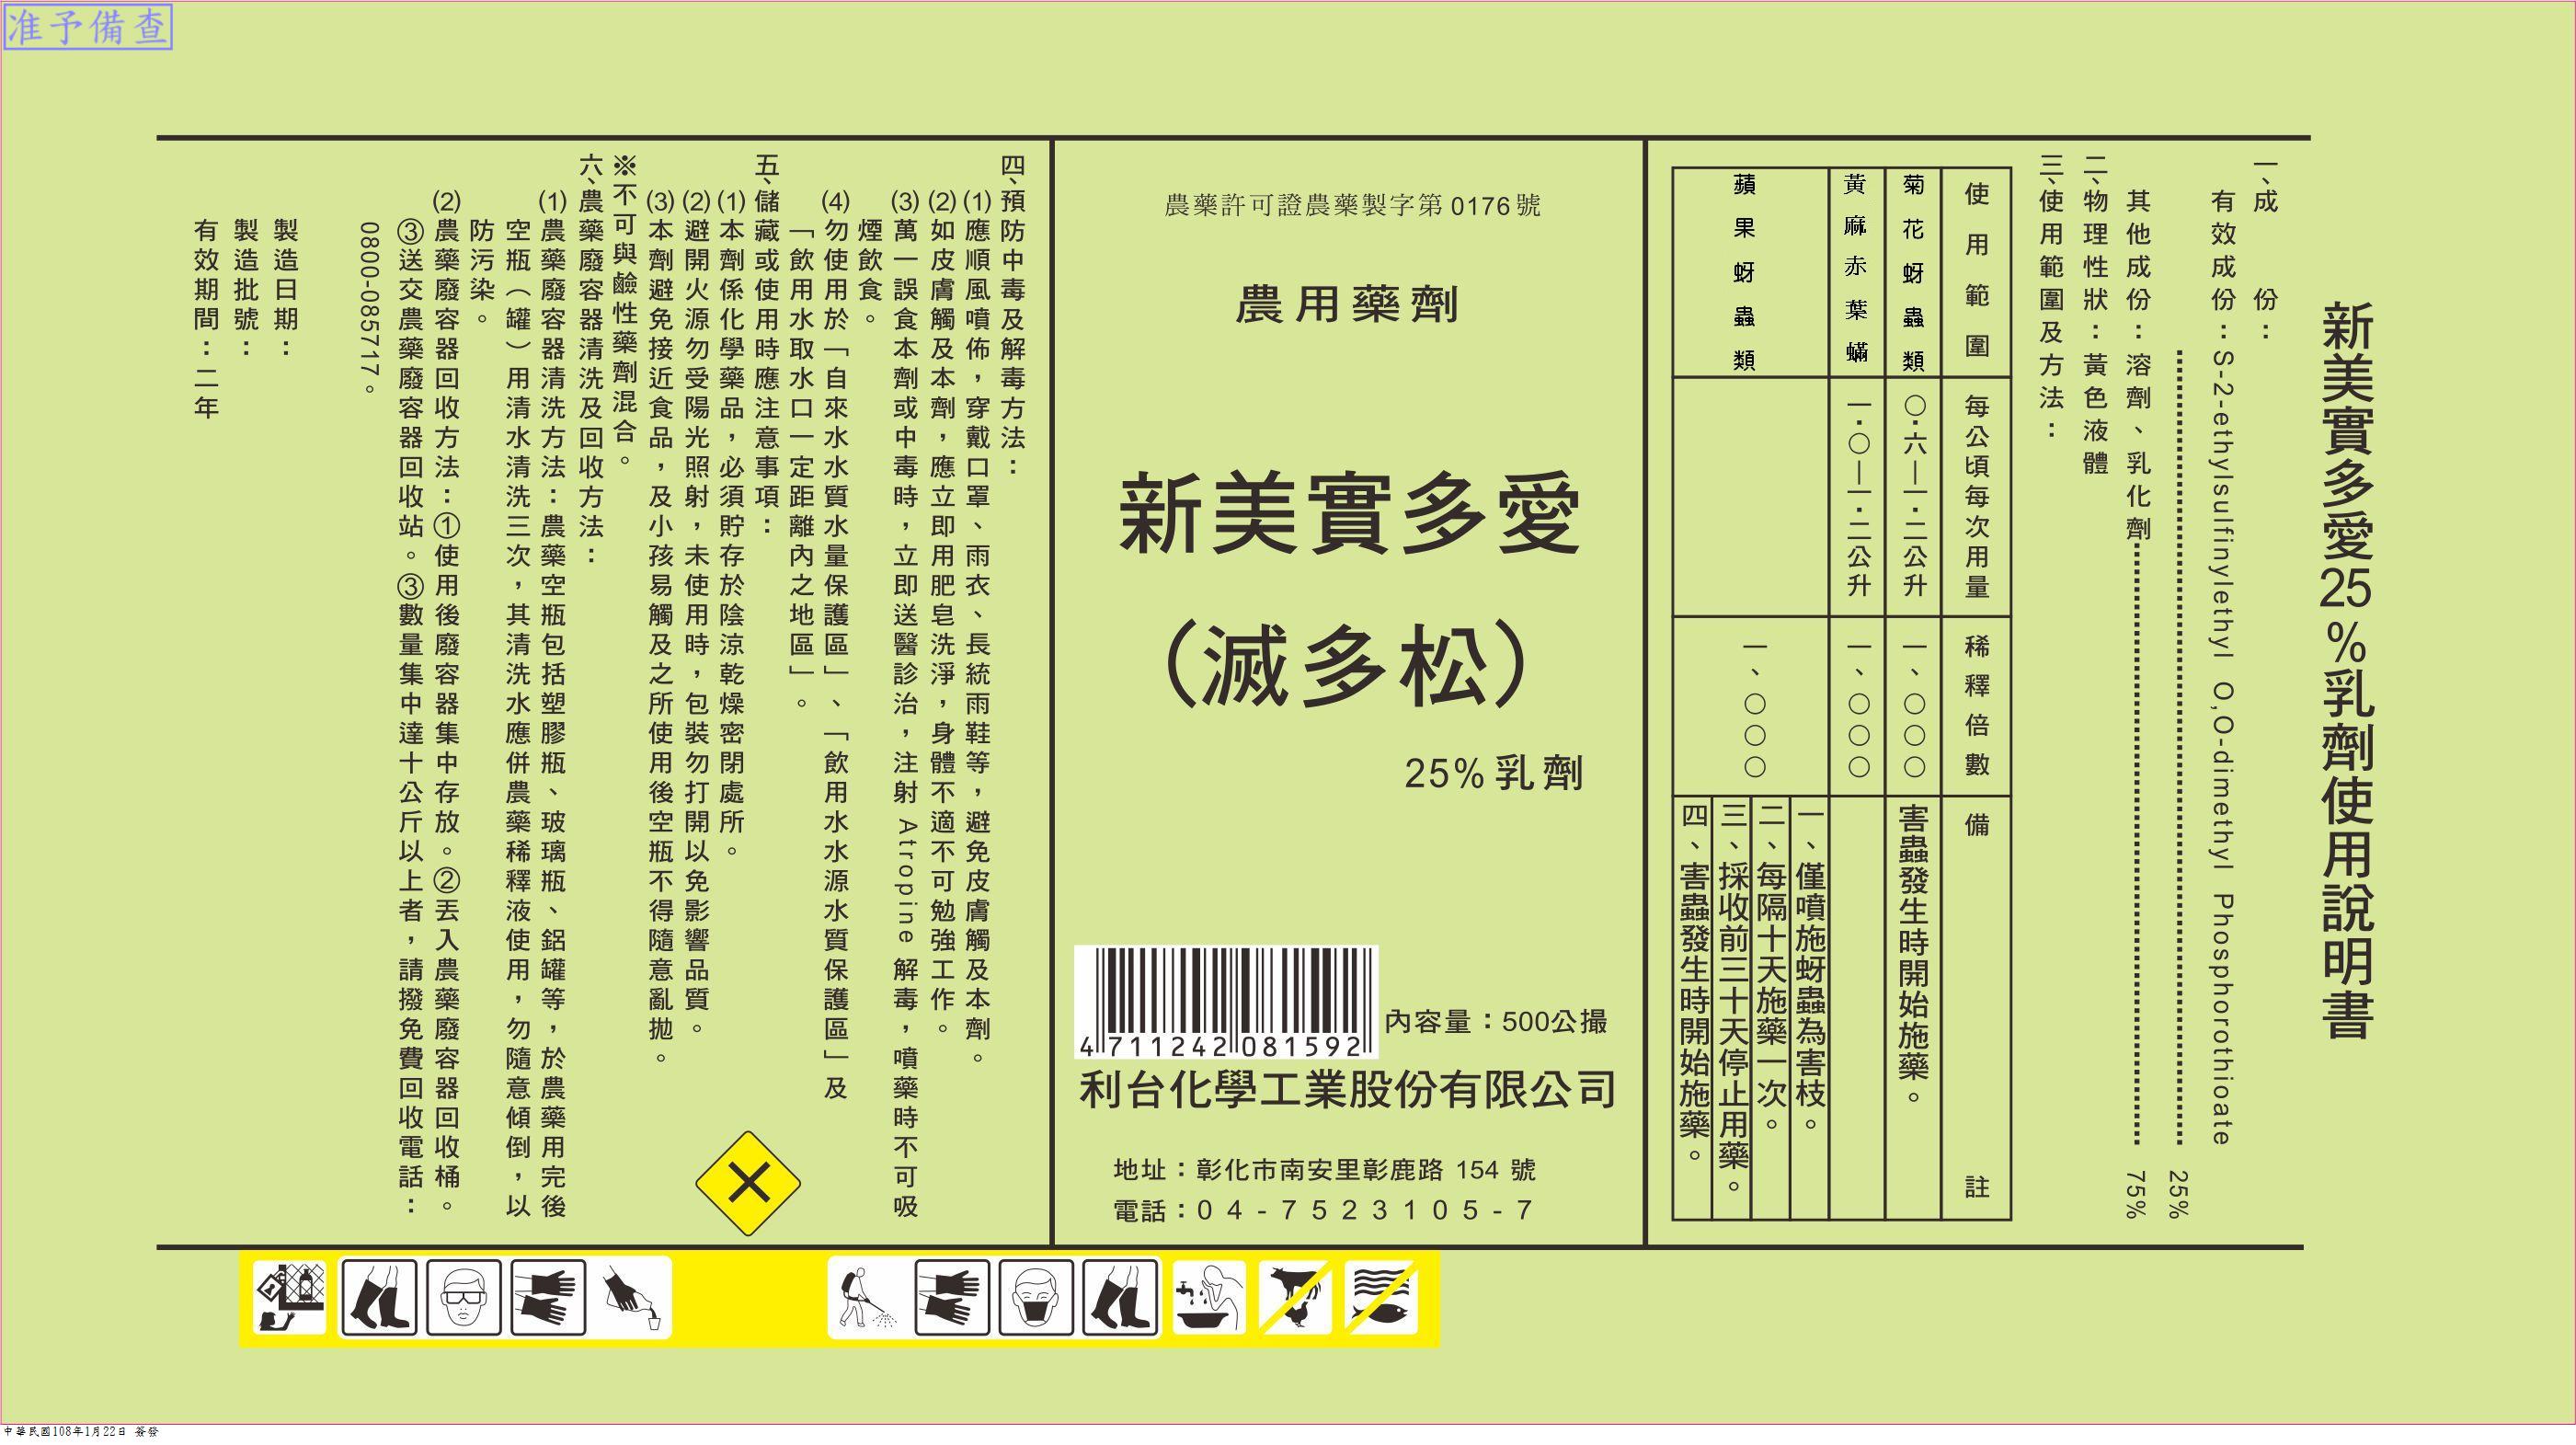 准予備查
新美實多愛25%乳劑使用說明書
一、成　份：
有效成份：S-2-ethylsulfinylethyl O,O-dimethyl Phosphorothioate
25%
其他成份：溶劑、乳化劑 75%
二、物理性狀：黃色液體
三、使用範圍及方法：
使用範圍 每公頃每次用量 稀釋倍數 備註
菊花蚜蟲類 〇．六—一．二公升 一、〇〇〇 害蟲發生時開始施藥。
黃麻赤葉蟎 一．〇—一．二公升 一、〇〇〇
蘋果蚜蟲類 一、〇〇〇 一、僅噴施蚜蟲為害枝。
二、每隔十天施藥一次。
三、採收前三十天停止用藥。
四、害蟲發生時開始施藥。
農藥許可證農藥製字第0176號
農用藥劑
新美實多愛
（滅多松）
25%乳劑
4711242081592
內容量：500公撮
利台化學工業股份有限公司
地址：彰化市南安里彰鹿路 154 號
電話：04-7523105-7
四、預防中毒及解毒方法：
(1)應順風噴佈，穿戴口罩、雨衣、長統雨鞋等，避免皮膚觸及本劑。
(2)如皮膚觸及本劑，應立即用肥皂洗淨，身體不適不可勉強工作。
(3)萬一誤食本劑或中毒時，立即送醫診治，注射 Atropine 解毒，噴藥時不可吸
煙飲食。
(4)勿使用於「自來水水質水量保護區」、「飲用水水源水質保護區」及
「飲用水取水口一定距離內之地區」。
五、儲藏或使用時應注意事項：
(1)本劑係化學藥品，必須貯存於陰涼乾燥密閉處所。
(2)避開火源勿受陽光照射，未使用時，包裝勿打開以免影響品質。
(3)本劑避免接近食品，及小孩易觸及之所使用後空瓶不得隨意亂拋。
※不可與鹼性藥劑混合。
六、農藥廢容器清洗及回收方法：
(1)農藥廢容器清洗方法：農藥空瓶包括塑膠瓶、玻璃瓶、鋁罐等，於農藥用完後
空瓶（罐）用清水清洗三次，其清洗水應併農藥稀釋液使用，勿隨意傾倒，以
防污染。
(2)農藥廢容器回收方法：①使用後廢容器集中存放。②丟入農藥廢容器回收桶。
③送交農藥廢容器回收站。③數量集中達十公斤以上者，請撥免費回收電話：
0800-085717。
製造日期：
製造批號：
有效期間：二年
中華民國108年1月22日 簽發